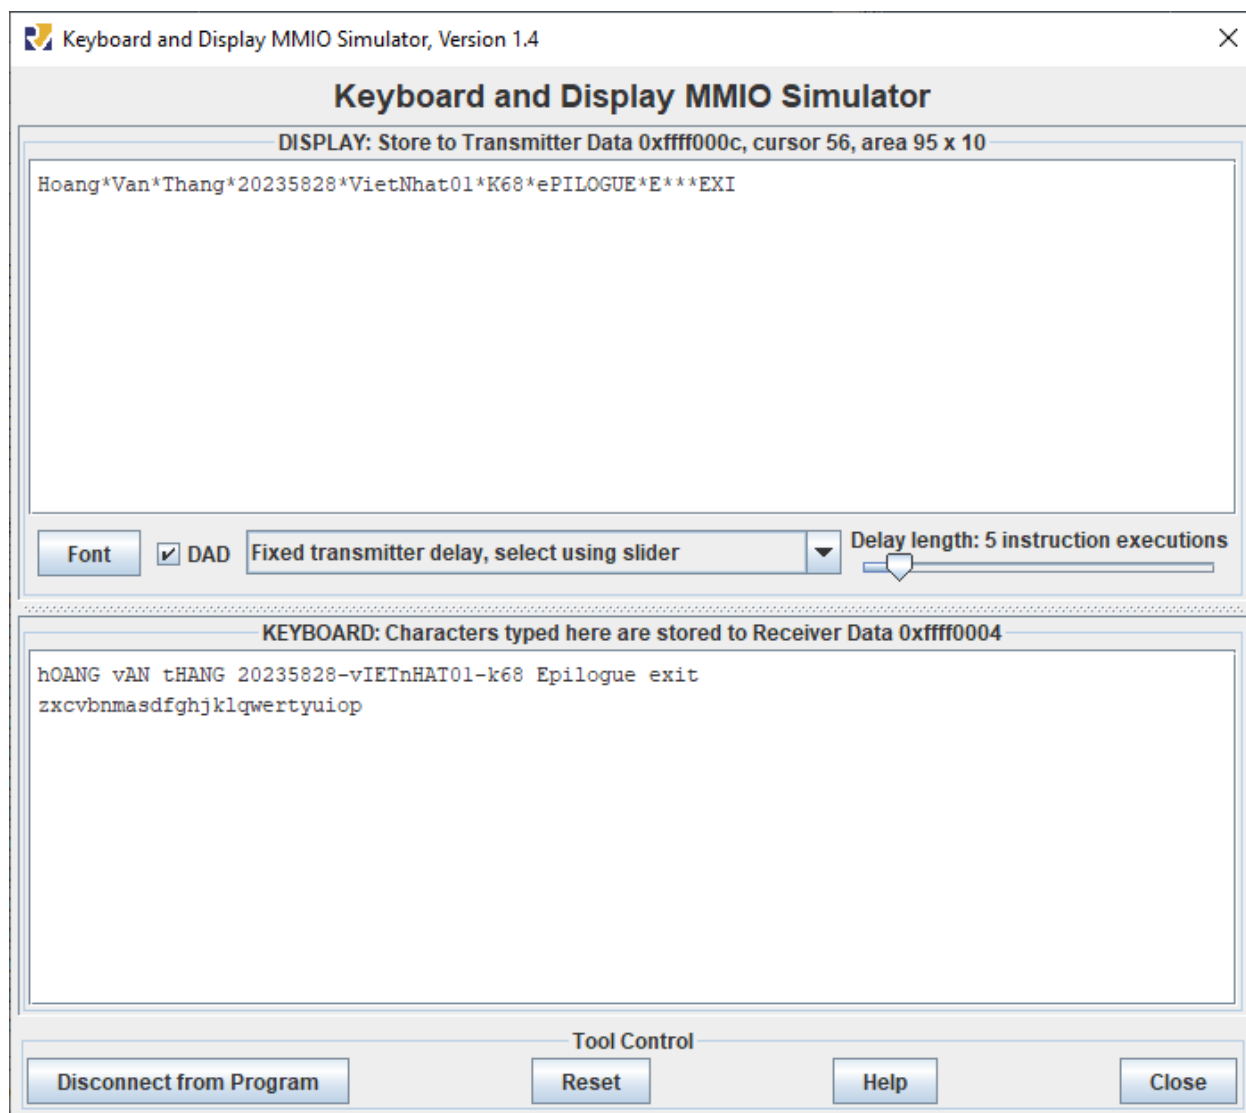 Keyboard and Display MMIO Simulator, Version 1.4
Keyboard and Display MMIO Simulator
DISPLAY: Store to Transmitter Data 0xffff000c, cursor 56, area 95 x 10
Hoang*Van*Thang*20235828*VietNhat01*K68*ePILOGUE*E***EXI
Font
DAD
Fixed transmitter delay, select using slider
Delay length: 5 instruction executions
KEYBOARD: Characters typed here are stored to Receiver Data 0xffff0004
hOANG vAN tHANG 20235828-vIETnHAT01-k68 Epilogue exit
zxcvbnmasdfghjklqwertyuiop
Tool Control
Disconnect from Program
Reset
Help
Close